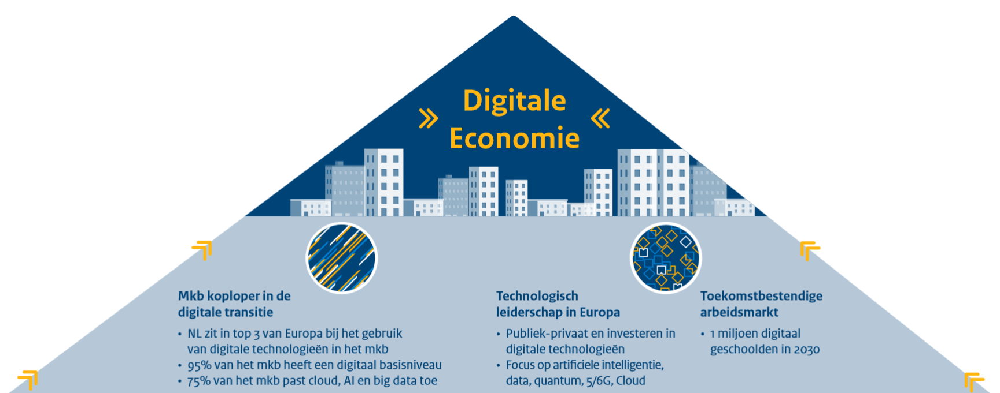 Digitale
Economie
Mkb koploper in de
digitale transitie
• NL zit in top 3 van Europa bij het gebruik
van digitale technologieën in het mkb
• 95% van het mkb heeft een digitaal basisniveau
• 75% van het mkb past cloud, AI en big data toe
Technologisch
leiderschap in Europa
• Publiek-privaat en investeren in
digitale technologieën
• Focus op artificiele intelligentie,
data, quantum, 5/6G, Cloud
Toekomstbestendige
arbeidsmarkt
• 1 miljoen digitaal
geschoolden in 2030